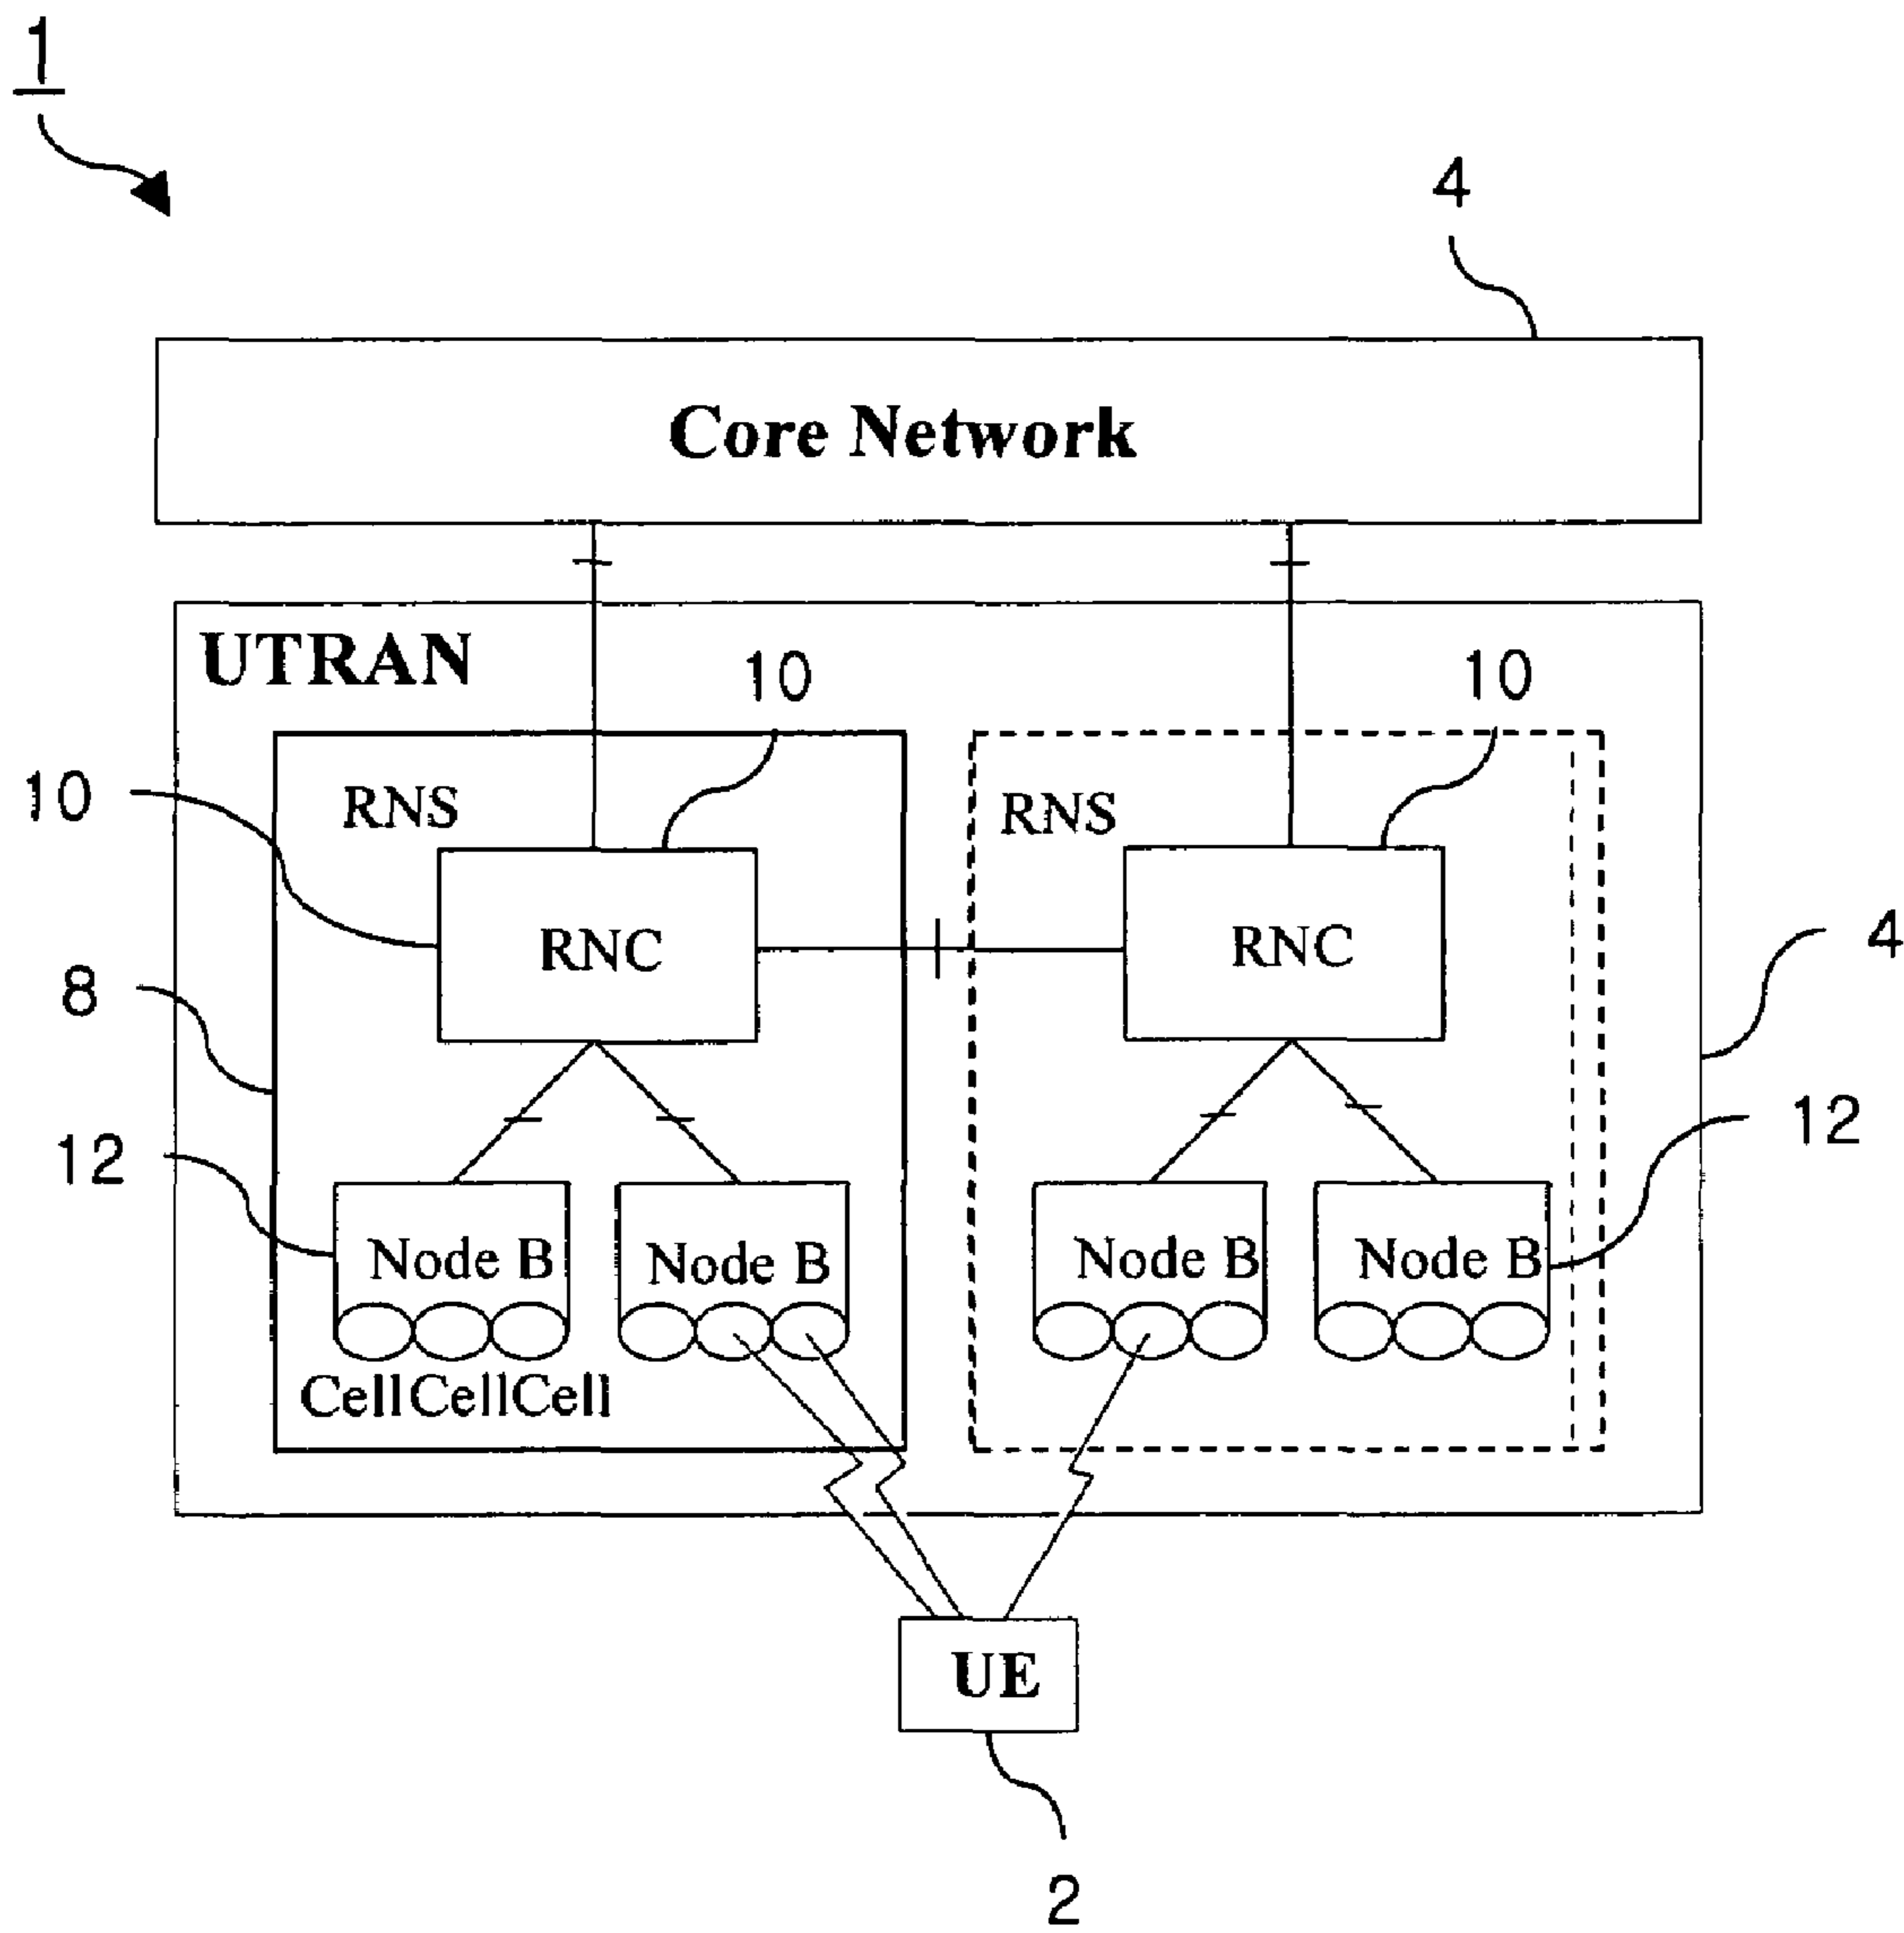 1
4
Core Network
UTRAN
10
10
10
RNS
RNS
RNC
RNC
4
8
12
12
Node B
Node B
Node B
Node B
CellCellCell
UE
2